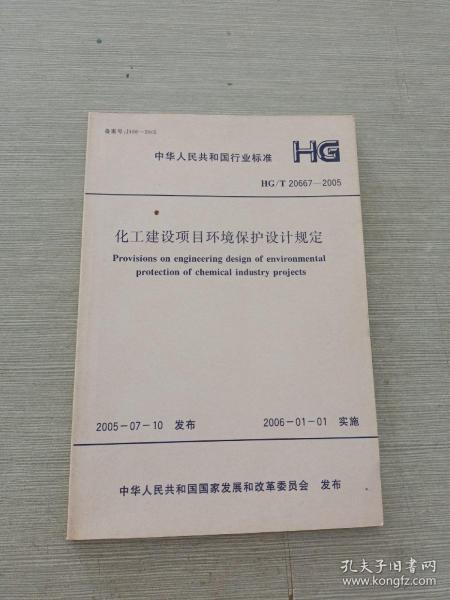 中华人民共和国行业标准
HG
HG/T 20667—2005
化工建设项目环境保护设计规定
Provisions on engineering design of environmental
protection of chemical industry projects
2005－07－10 发布 2006－01－01 实施
中华人民共和国国家发展和改革委员会 发布
孔夫子旧书网
www.kongfz.com